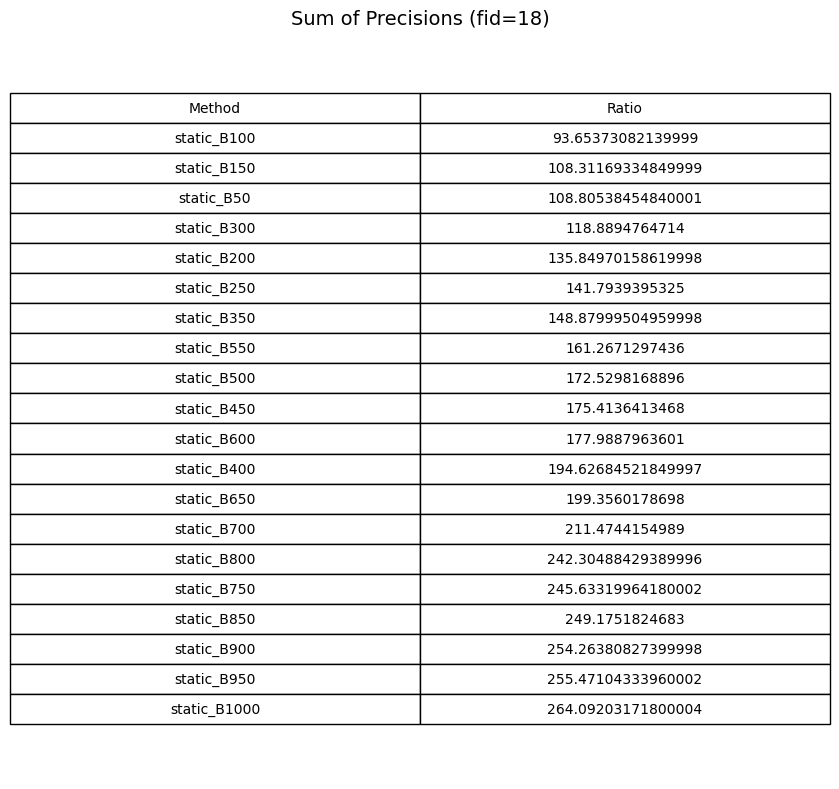 Sum of Precisions (fid=18)
Method Ratio
static_B100 93.65373082139999
static_B150 108.31169334849999
static_B50 108.80538454840001
static_B300 118.8894764714
static_B200 135.84970158619998
static_B250 141.7939395325
static_B350 148.87999504959998
static_B550 161.2671297436
static_B500 172.5298168896
static_B450 175.4136413468
static_B600 177.9887963601
static_B400 194.62684521849997
static_B650 199.3560178698
static_B700 211.4744154989
static_B800 242.30488429389996
static_B750 245.63319964180002
static_B850 249.1751824683
static_B900 254.26380827399998
static_B950 255.47104333960002
static_B1000 264.09203171800004